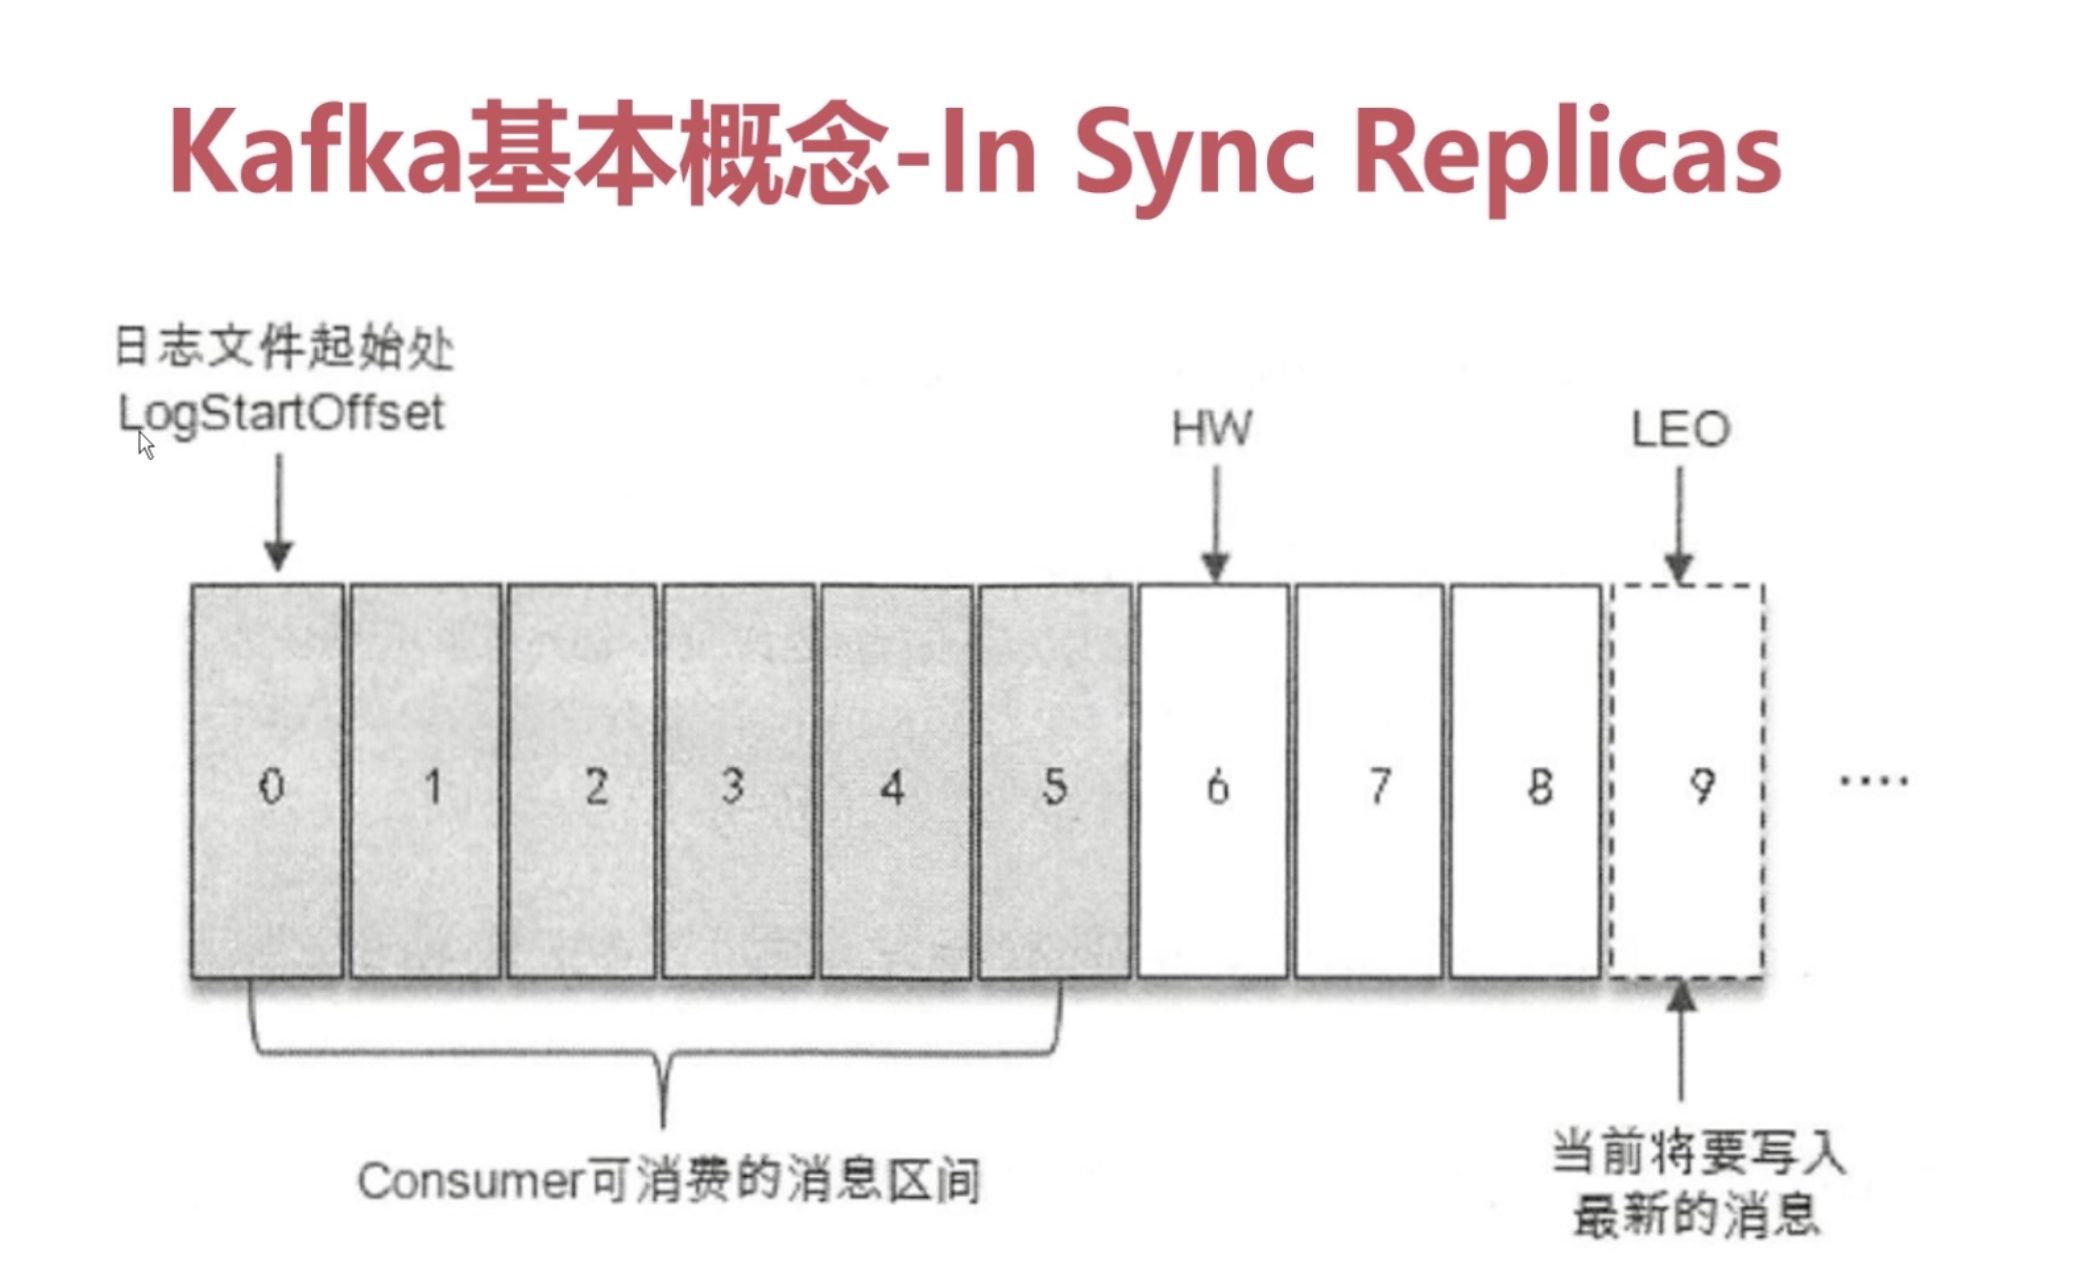 Kafka基本概念-In Sync Replicas
日志文件起始处
LogStartOffset
HW
LEO
0 1 2 3 4 5 6 7 8 9 ····
Consumer可消费的消息区间
当前将要写入
最新的消息